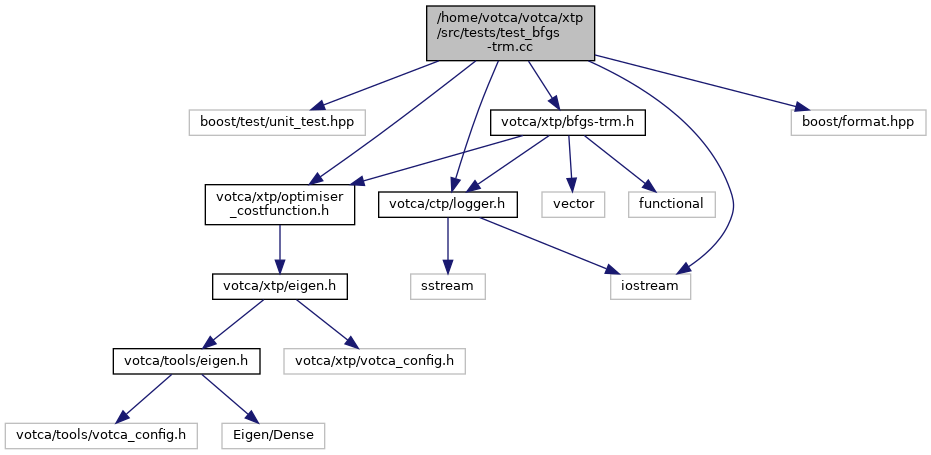 /home/votca/votca/xtp
/src/tests/test_bfgs
-trm.cc
boost/test/unit_test.hpp
votca/xtp/bfgs-trm.h
boost/format.hpp
votca/xtp/optimiser
_costfunction.h
votca/ctp/logger.h
vector
functional
votca/xtp/eigen.h
sstream
iostream
votca/tools/eigen.h
votca/xtp/votca_config.h
votca/tools/votca_config.h
Eigen/Dense